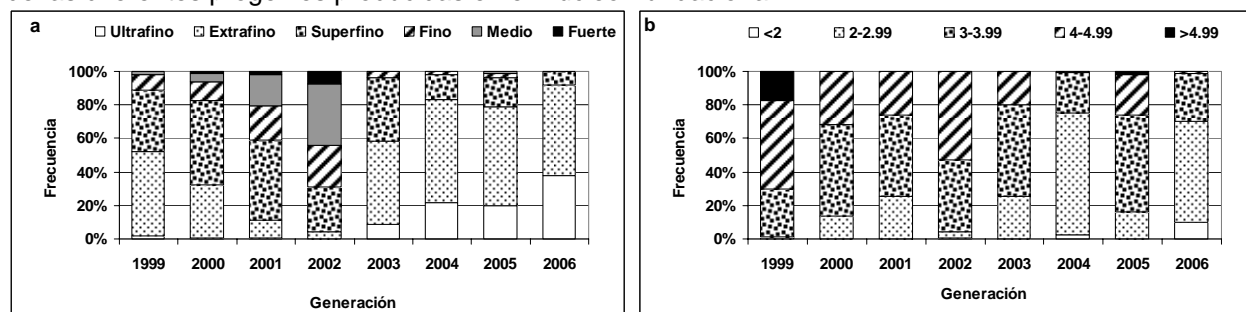 a
Ultrafino Extrafino Superfino Fino Medio Fuerte
100%
80%
60%
40%
20%
0%
Frecuencia
1999 2000 2001 2002 2003 2004 2005 2006
Generación
b
<2 2-2.99 3-3.99 4-4.99 >4.99
100%
80%
60%
40%
20%
0%
Frecuencia
1999 2000 2001 2002 2003 2004 2005 2006
Generación